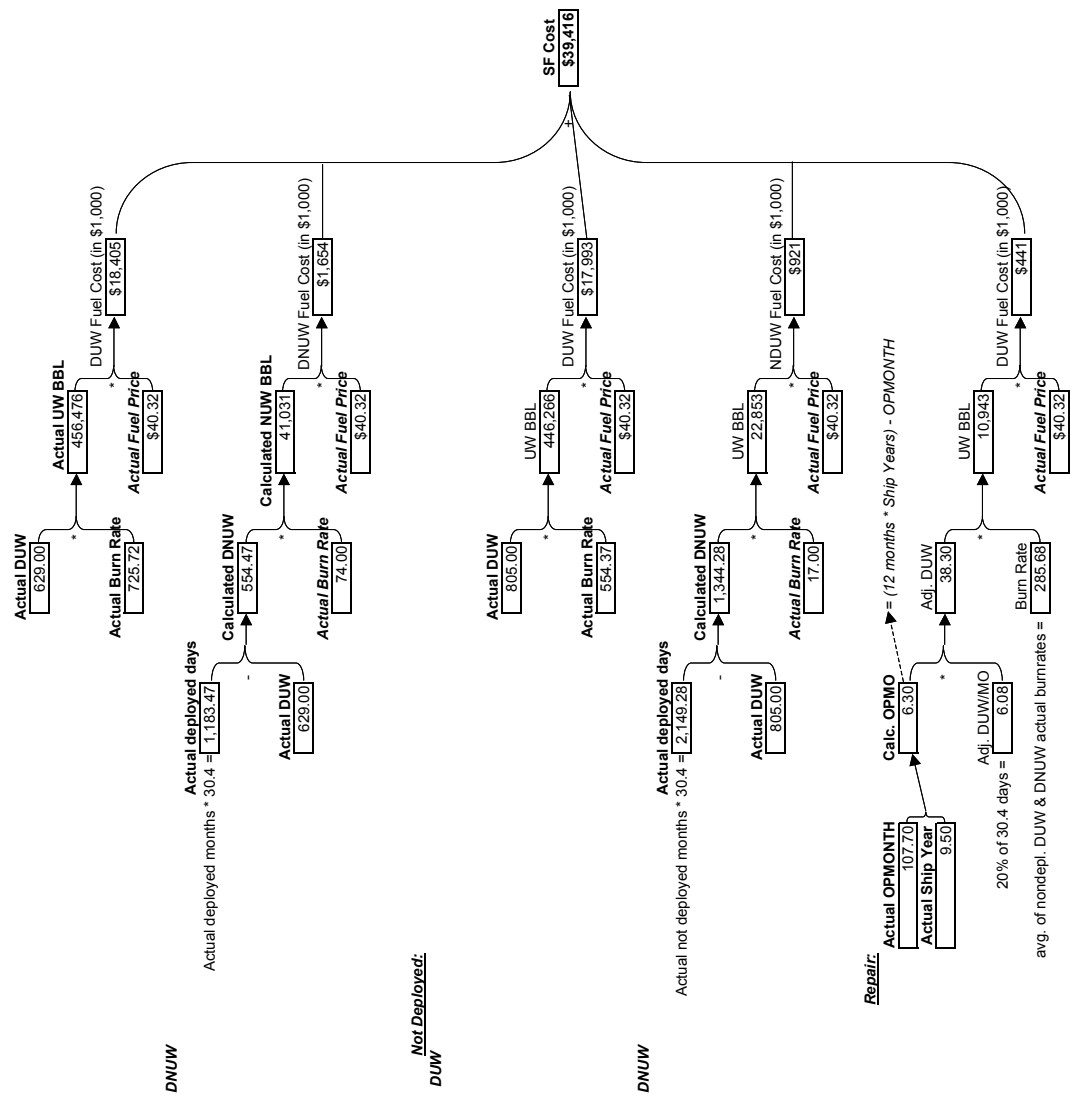 Actual DUW
629.00
Actual UW BBL
456,476
*
DUW Fuel Cost (in $1,000)
$18,405
Actual Burn Rate
725.72
Actual Fuel Price
$40.32
*
DNUW
Actual deployed days
Actual deployed months * 30.4 = 1,183.47
Calculated DNUW
554.47
Calculated NUW BBL
41,031
DNUW Fuel Cost (in $1,000)
$1,654
-
*
*
Actual DUW
629.00
Actual Burn Rate
74.00
Actual Fuel Price
$40.32
Not Deployed:
DUW
Actual DUW
805.00
UW BBL
446,266
DUW Fuel Cost (in $1,000)
$17,993
+
SF Cost
$39,416
*
*
Actual Burn Rate
554.37
Actual Fuel Price
$40.32
DNUW
Actual deployed days
Actual not deployed months * 30.4 = 2,149.28
Calculated DNUW
1,344.28
UW BBL
22,853
NDUW Fuel Cost (in $1,000)
$921
-
*
*
Actual DUW
805.00
Actual Burn Rate
17.00
Actual Fuel Price
$40.32
Repair:
Actual OPMONTH
107.70
Calc. OPMO
6.30
= (12 months * Ship Years) - OPMONTH
Actual Ship Year
9.50
*
Adj. DUW
38.30
UW BBL
10,943
DUW Fuel Cost (in $1,000)
$441
Adj. DUW/MO
20% of 30.4 days = 6.08
*
*
Burn Rate
avg. of nondepl. DUW & DNUW actual burnrates = 285.68
Actual Fuel Price
$40.32